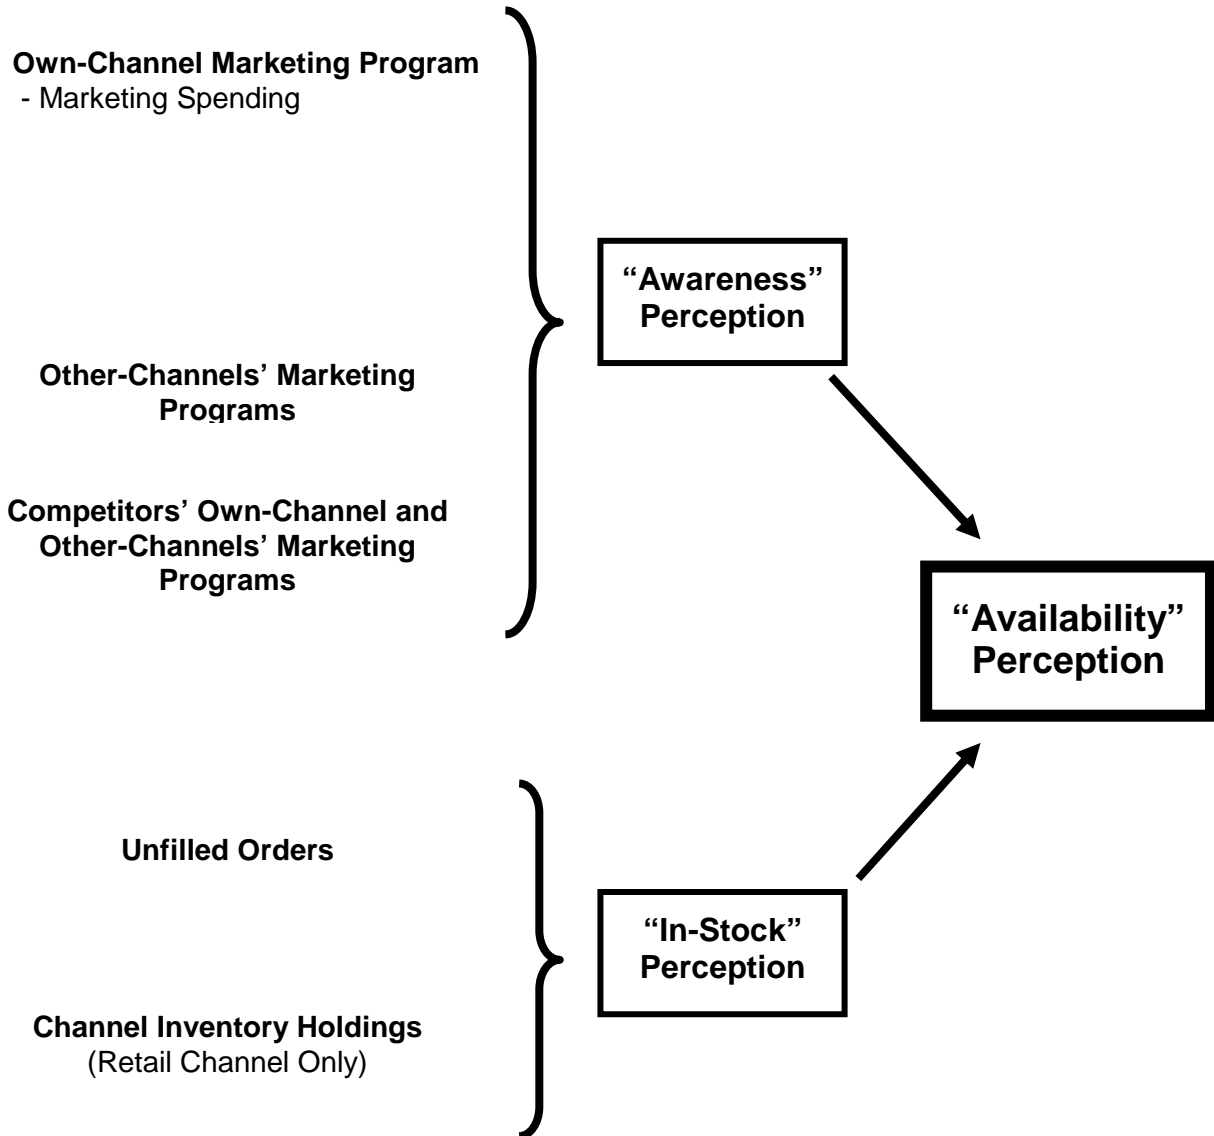 Own-Channel Marketing Program
- Marketing Spending
“Awareness”
Perception
Other-Channels’ Marketing
Programs
Competitors’ Own-Channel and
Other-Channels’ Marketing
Programs
“Availability”
Perception
Unfilled Orders
“In-Stock”
Perception
Channel Inventory Holdings
(Retail Channel Only)